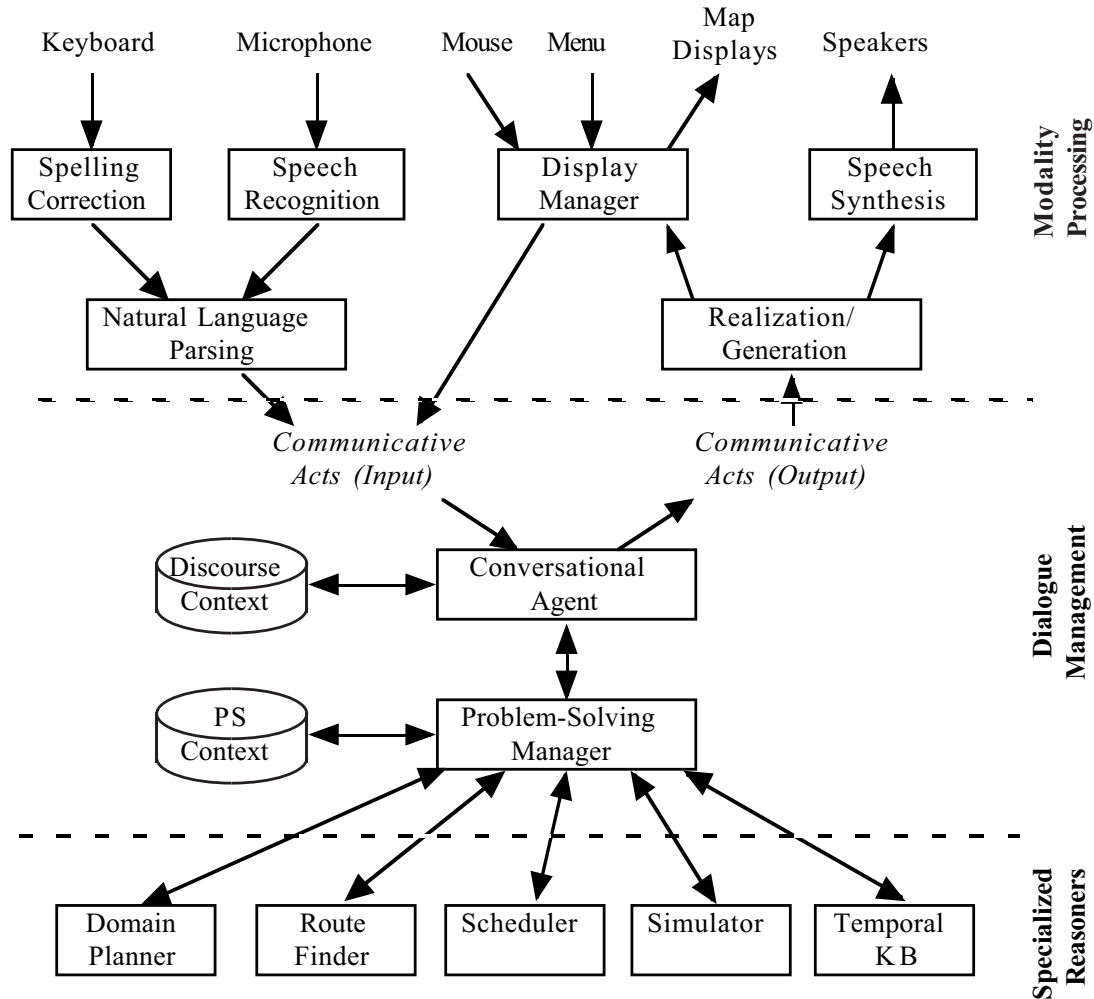 Keyboard
Microphone
Mouse
Menu
Map
Displays
Speakers
Spelling
Correction
Speech
Recognition
Display
Manager
Speech
Synthesis
Modality
Processing
Natural Language
Parsing
Realization/
Generation
Communicative
Acts (Input)
Communicative
Acts (Output)
Discourse
Context
Conversational
Agent
Dialogue
Management
PS
Context
Problem-Solving
Manager
Domain
Planner
Route
Finder
Scheduler
Simulator
Temporal
KB
Specialized
Reasoners